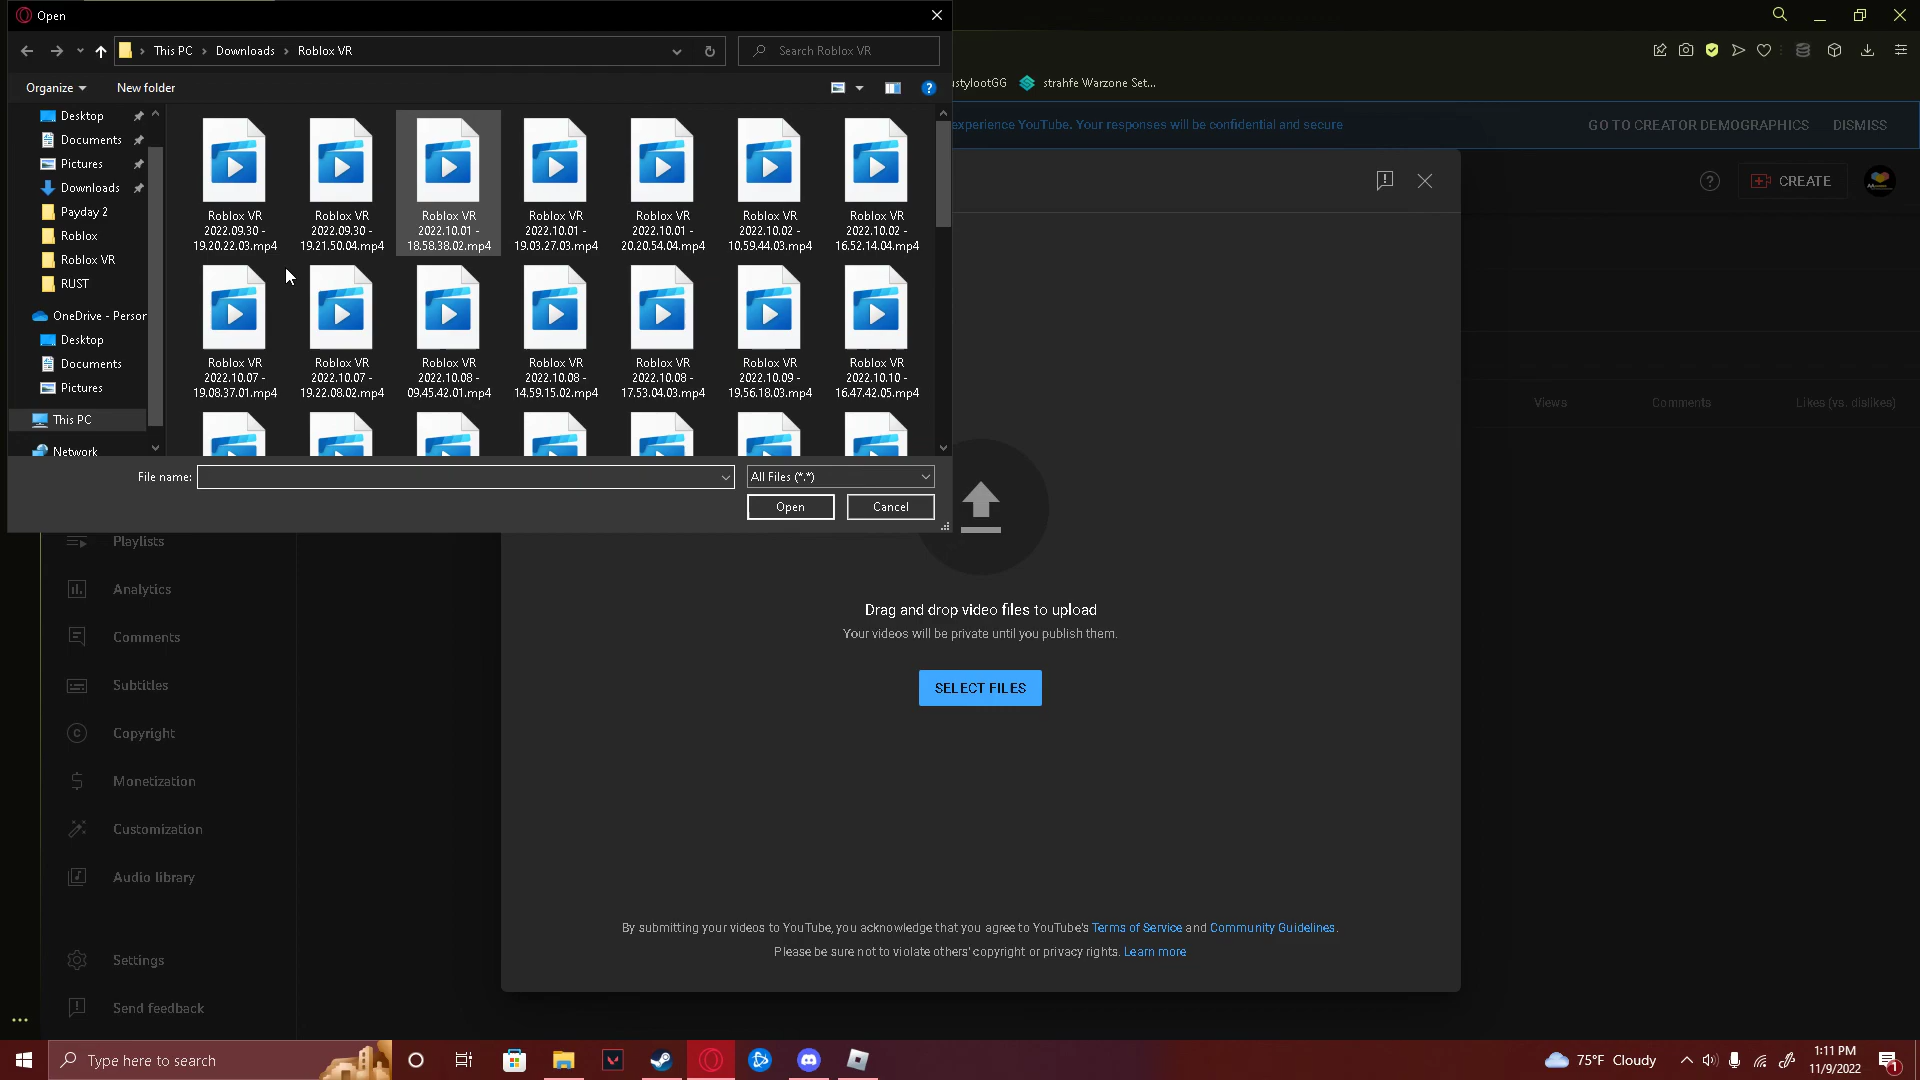 Open
This PC > Downloads > Roblox VR
Search Roblox VR
Organize
New folder
Desktop
Documents
Pictures
Downloads
Payday 2
Roblox
Roblox VR
RUST
OneDrive - Person
Desktop
Documents
Pictures
This PC
Network
Roblox VR
2022.09.30 -
19.20.22.03.mp4
Roblox VR
2022.09.30 -
19.21.50.04.mp4
Roblox VR
2022.10.01 -
18.58.38.02.mp4
Roblox VR
2022.10.01 -
19.03.27.03.mp4
Roblox VR
2022.10.01 -
20.20.54.04.mp4
Roblox VR
2022.10.02 -
10.59.44.03.mp4
Roblox VR
2022.10.02 -
16.52.14.04.mp4
Roblox VR
2022.10.07 -
19.08.37.01.mp4
Roblox VR
2022.10.07 -
19.22.08.02.mp4
Roblox VR
2022.10.08 -
09.45.42.01.mp4
Roblox VR
2022.10.08 -
14.59.15.02.mp4
Roblox VR
2022.10.08 -
17.53.04.03.mp4
Roblox VR
2022.10.09 -
19.56.18.03.mp4
Roblox VR
2022.10.10 -
16.47.42.05.mp4
File name:
All Files (*.*)
Open
Cancel
ustylootGG
strahfe Warzone Set...
experience YouTube. Your responses will be confidential and secure
GO TO CREATOR DEMOGRAPHICS
DISMISS
CREATE
Views
Comments
Likes (vs. dislikes)
Playlists
Analytics
Comments
Subtitles
Copyright
Monetization
Customization
Audio library
Settings
Send feedback
Drag and drop video files to upload
Your videos will be private until you publish them.
SELECT FILES
By submitting your videos to YouTube, you acknowledge that you agree to YouTube's Terms of Service and Community Guidelines.
Please be sure not to violate others' copyright or privacy rights. Learn more
Type here to search
75°F Cloudy
1:11 PM
11/9/2022
1